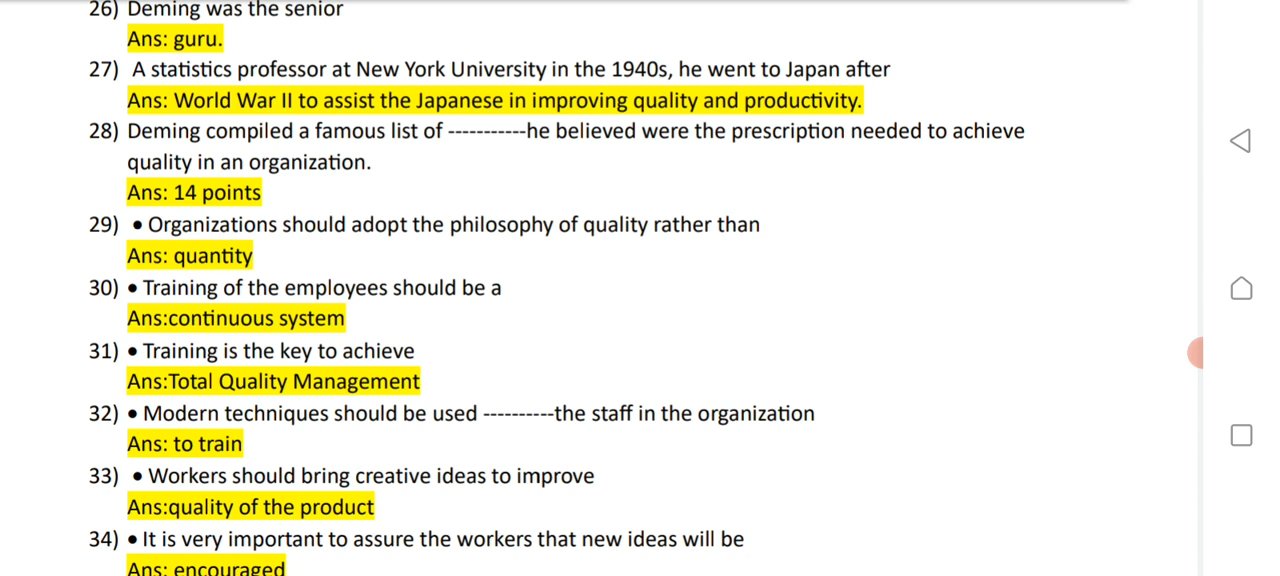 26) Deming was the senior
Ans: guru.
27) A statistics professor at New York University in the 1940s, he went to Japan after
Ans: World War II to assist the Japanese in improving quality and productivity.
28) Deming compiled a famous list of -----------he believed were the prescription needed to achieve
quality in an organization.
Ans: 14 points
29) • Organizations should adopt the philosophy of quality rather than
Ans: quantity
30) • Training of the employees should be a
Ans:continuous system
31) • Training is the key to achieve
Ans:Total Quality Management
32) • Modern techniques should be used ----------the staff in the organization
Ans: to train
33) • Workers should bring creative ideas to improve
Ans:quality of the product
34) • It is very important to assure the workers that new ideas will be
Ans: encouraged